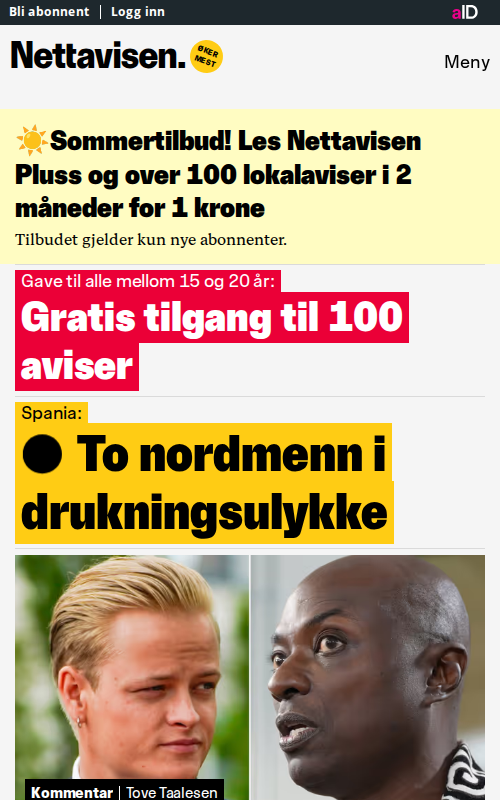 Bli abonnent | Logg inn
aID
Nettavisen.
ØKER
MEST
Meny
☀️Sommertilbud! Les Nettavisen
Pluss og over 100 lokalaviser i 2
måneder for 1 krone
Tilbudet gjelder kun nye abonnenter.
Gave til alle mellom 15 og 20 år:
Gratis tilgang til 100
aviser
Spania:
● To nordmenn i
drukningsulykke
Kommentar | Tove Taalesen